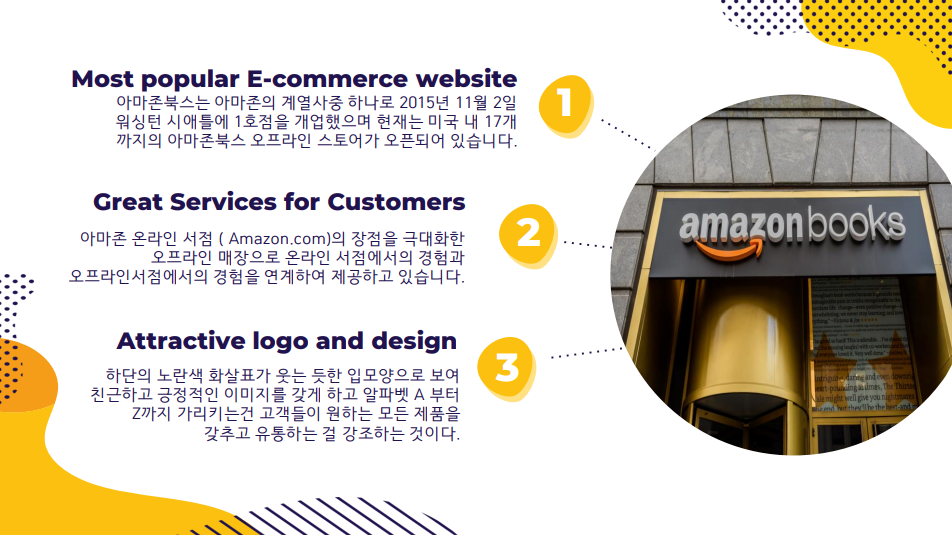 Most popular E-commerce website
아마존북스는 아마존의 계열사중 하나로 2015년 11월 2일
워싱턴 시애틀에 1호점을 개업했으며 현재는 미국 내 17개
까지의 아마존북스 오프라인 스토어가 오픈되어 있습니다.
1
Great Services for Customers
아마존 온라인 서점 ( Amazon.com)의 장점을 극대화한
오프라인 매장으로 온라인 서점에서의 경험과
오프라인서점에서의 경험을 연계하여 제공하고 있습니다.
2
Attractive logo and design
하단의 노란색 화살표가 웃는 듯한 입모양으로 보여
친근하고 긍정적인 이미지를 갖게 하고 알파벳 A 부터
Z까지 가리키는건 고객들이 원하는 모든 제품을
갖추고 유통하는 걸 강조하는 것이다.
3
amazonbooks